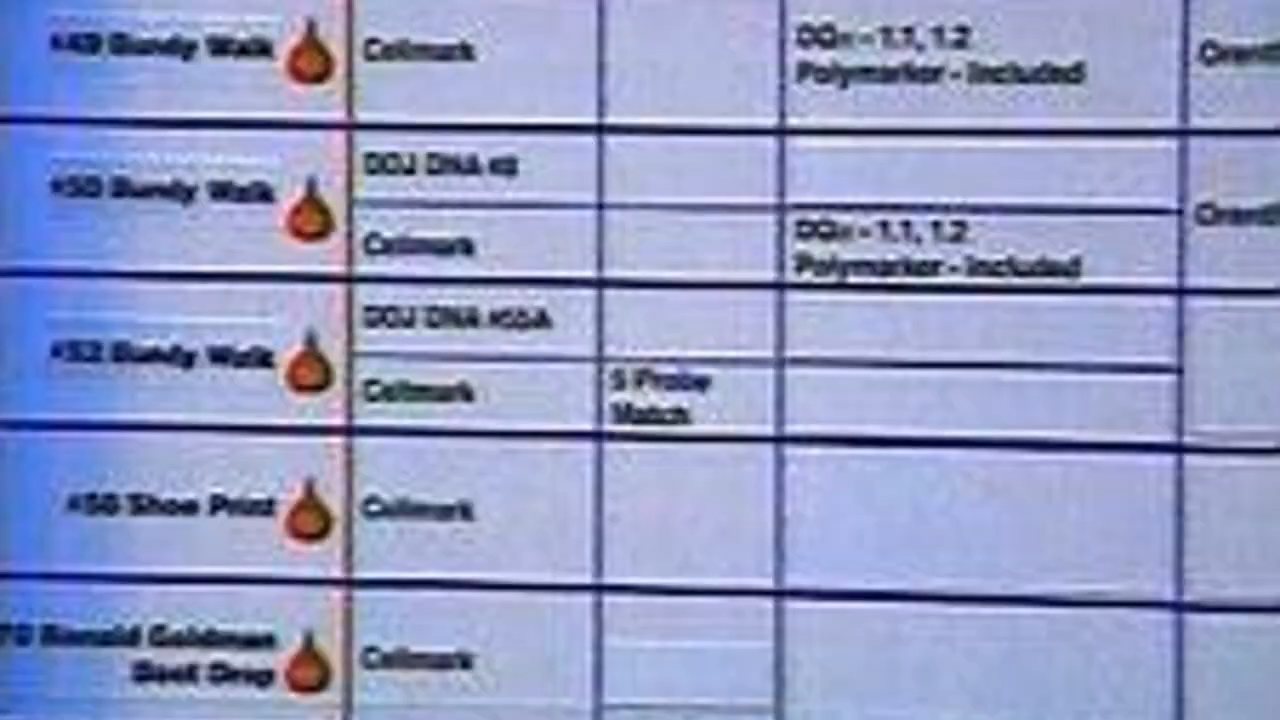 #49 Bundy Walk
Cellmark
DQα - 1.1, 1.2
Polymarker - Included
#50 Bundy Walk
DOJ DNA
Cellmark
DQα - 1.1, 1.2
Polymarker - Included
#52 Bundy Walk
DOJ DNA
Cellmark
5 Probe
Match
#56 Shoe Print
Cellmark
Ronald Goldman
Boot Drop
Cellmark